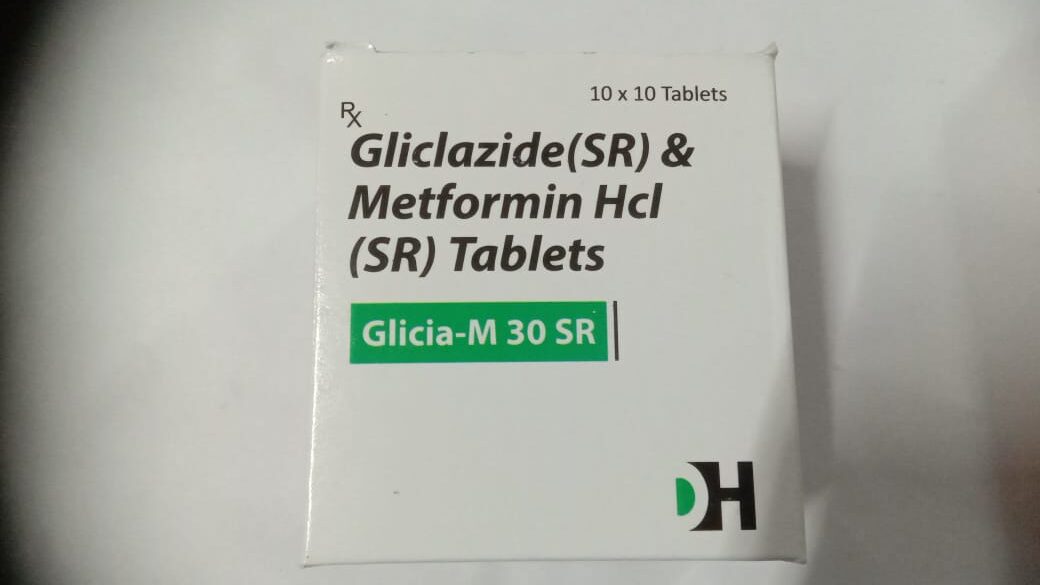 10 x 10 Tablets
Rx
Gliclazide(SR) &
Metformin Hcl
(SR) Tablets
Glicia-M 30 SR
DH